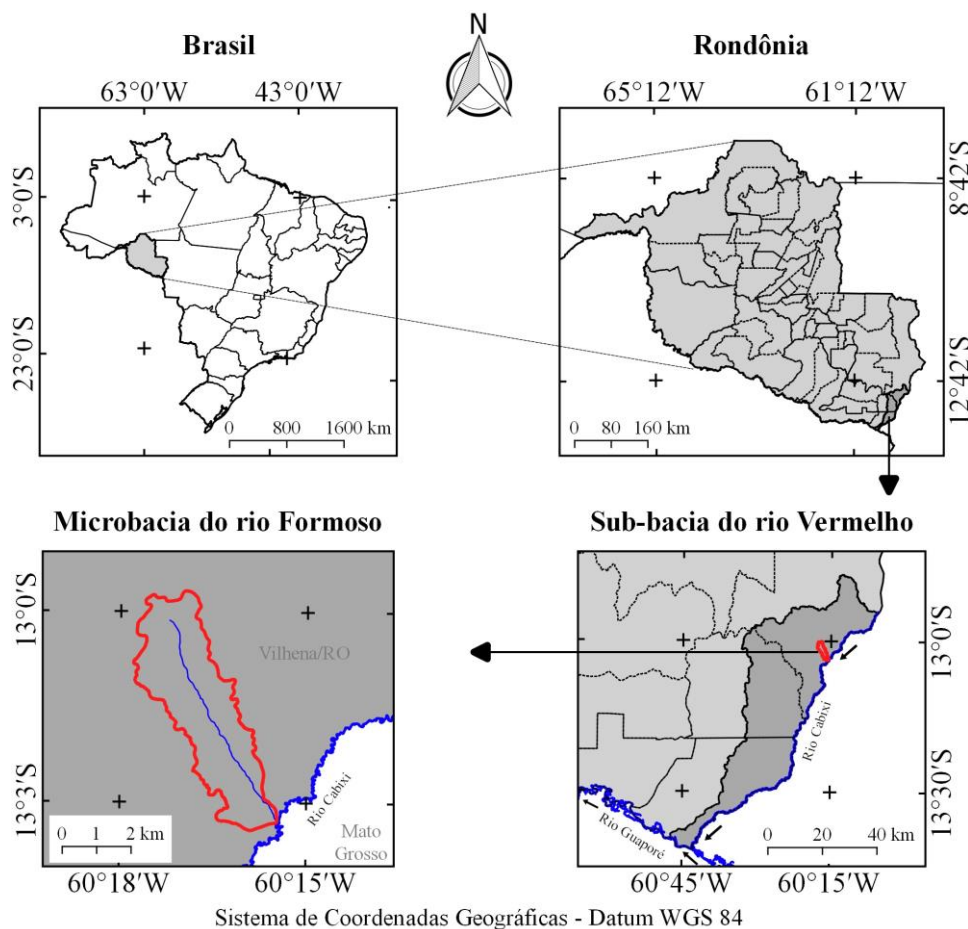 N
Brasil
63°0'W 43°0'W
3°0'S
23°0'S
0 800 1600 km
Rondônia
65°12'W 61°12'W
8°42'S
12°42'S
0 80 160 km
Microbacia do rio Formoso
13°0'S
13°3'S
Vilhena/RO
Rio Cabixi
Mato
Grosso
0 1 2 km
60°18'W 60°15'W
Sub-bacia do rio Vermelho
13°0'S
13°30'S
Rio Cabixi
Rio Guaporé
0 20 40 km
60°45'W 60°15'W
Sistema de Coordenadas Geográficas - Datum WGS 84